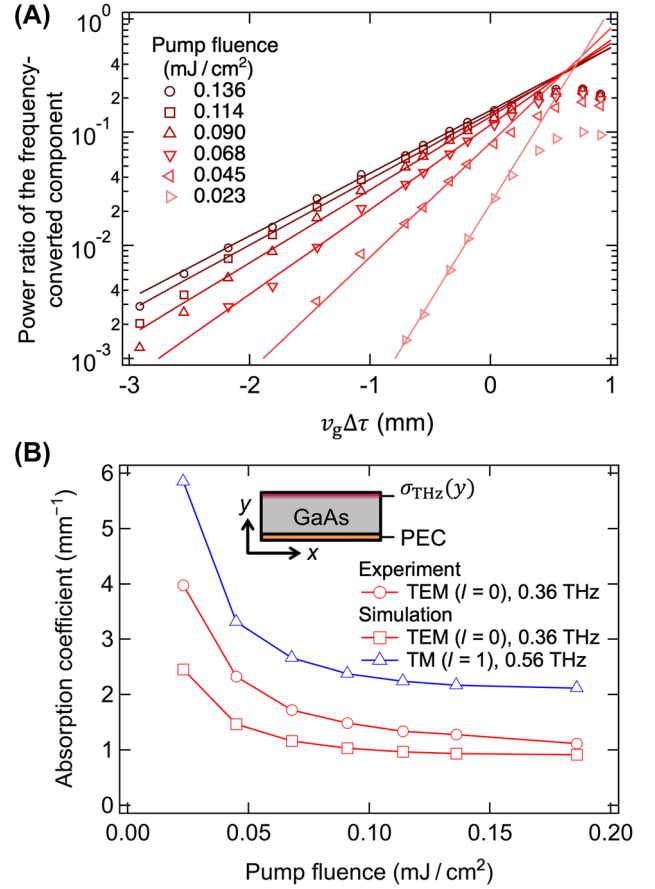 (A)
Power ratio of the frequency-
converted component
10⁰
4
2
10⁻¹
4
2
10⁻²
4
2
10⁻³
Pump fluence
(mJ / cm²)
0.136
0.114
0.090
0.068
0.045
0.023
-3
-2
-1
0
1
v_gΔτ (mm)
(B)
Absorption coefficient (mm⁻¹)
6
5
4
3
2
1
0
y
x
GaAs
σ_THz(y)
PEC
Experiment
TEM (l = 0), 0.36 THz
Simulation
TEM (l = 0), 0.36 THz
TM (l = 1), 0.56 THz
0.00
0.05
0.10
0.15
0.20
Pump fluence (mJ / cm²)